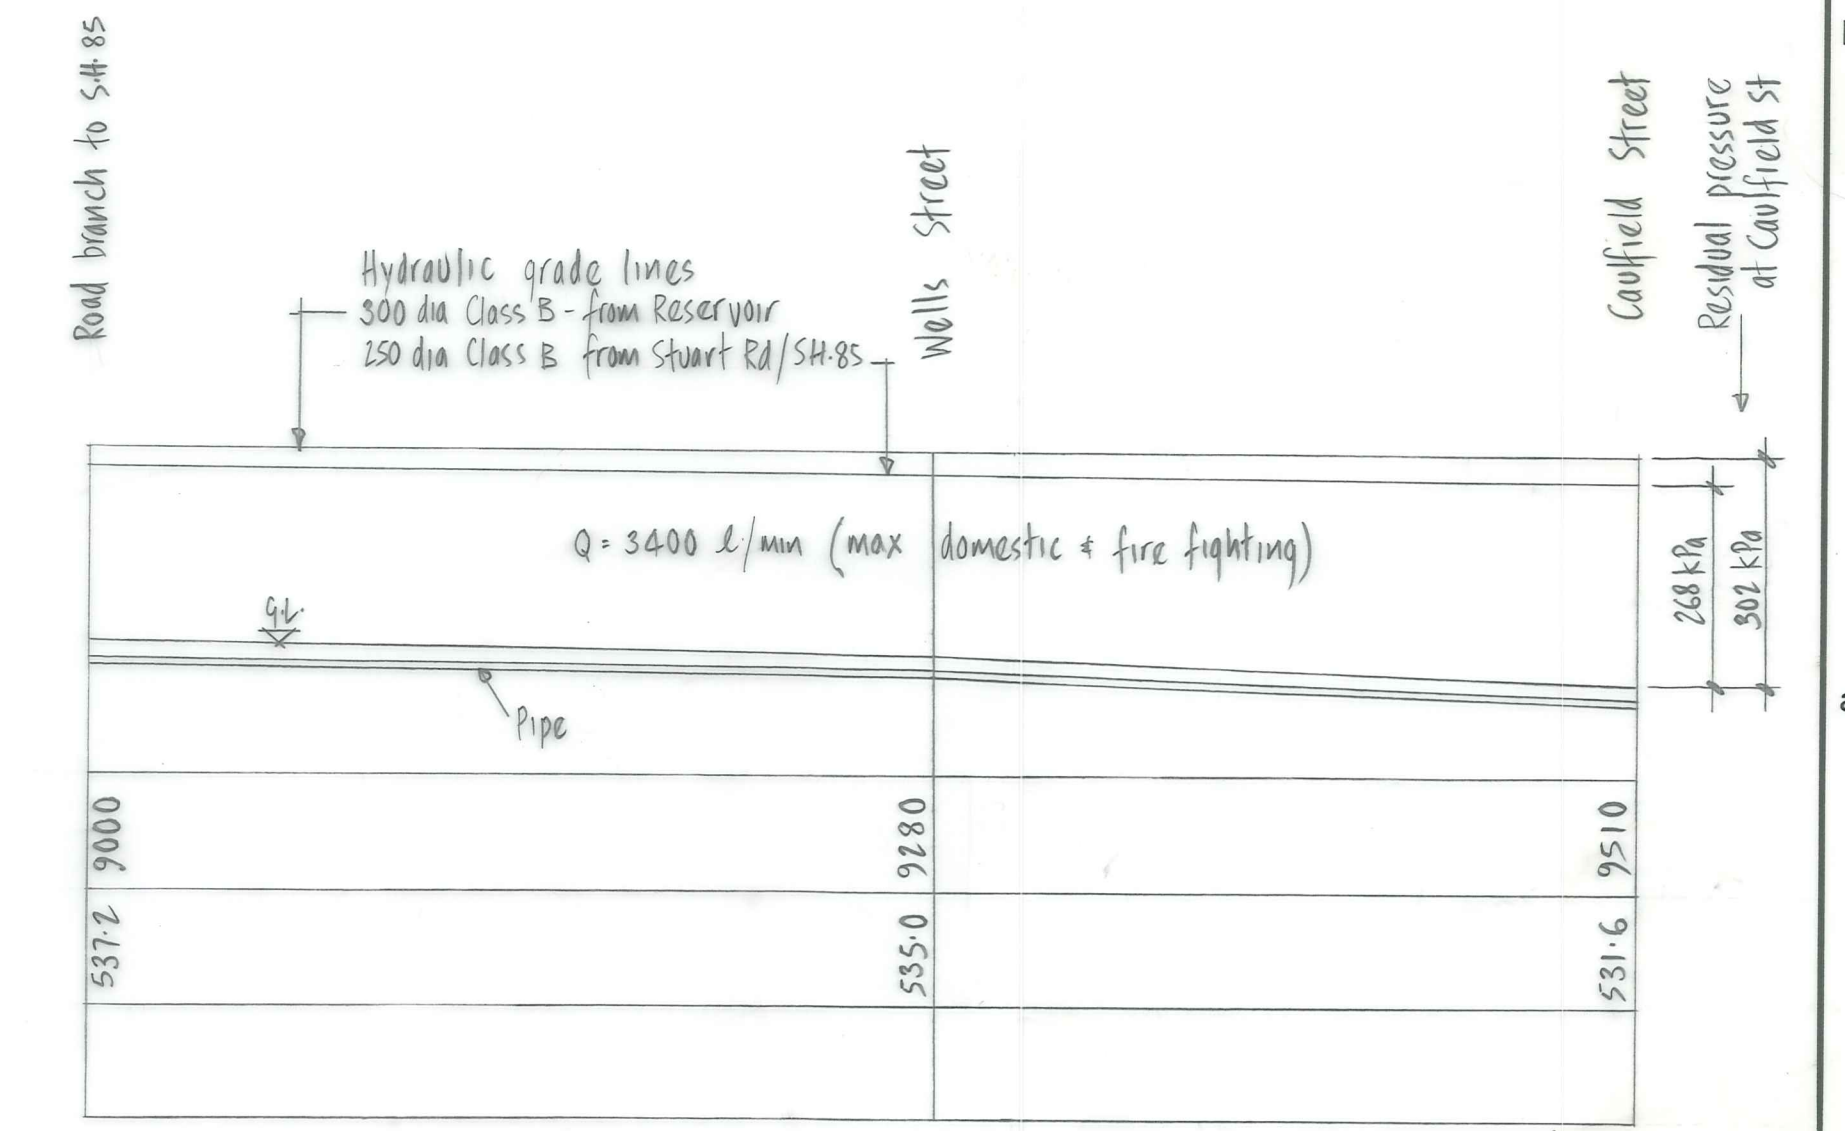 Road branch to S.H.85
Hydraulic grade lines
300 dia Class B - from Reservoir
250 dia Class B from Stuart Rd/SH.85
Wells Street
Caulfield Street
Residual pressure
at Caulfield St
Q = 3400 l/min (max domestic & fire fighting)
268 kPa
302 kPa
G.L.
Pipe
9000
9280
9510
537.2
535.0
531.6